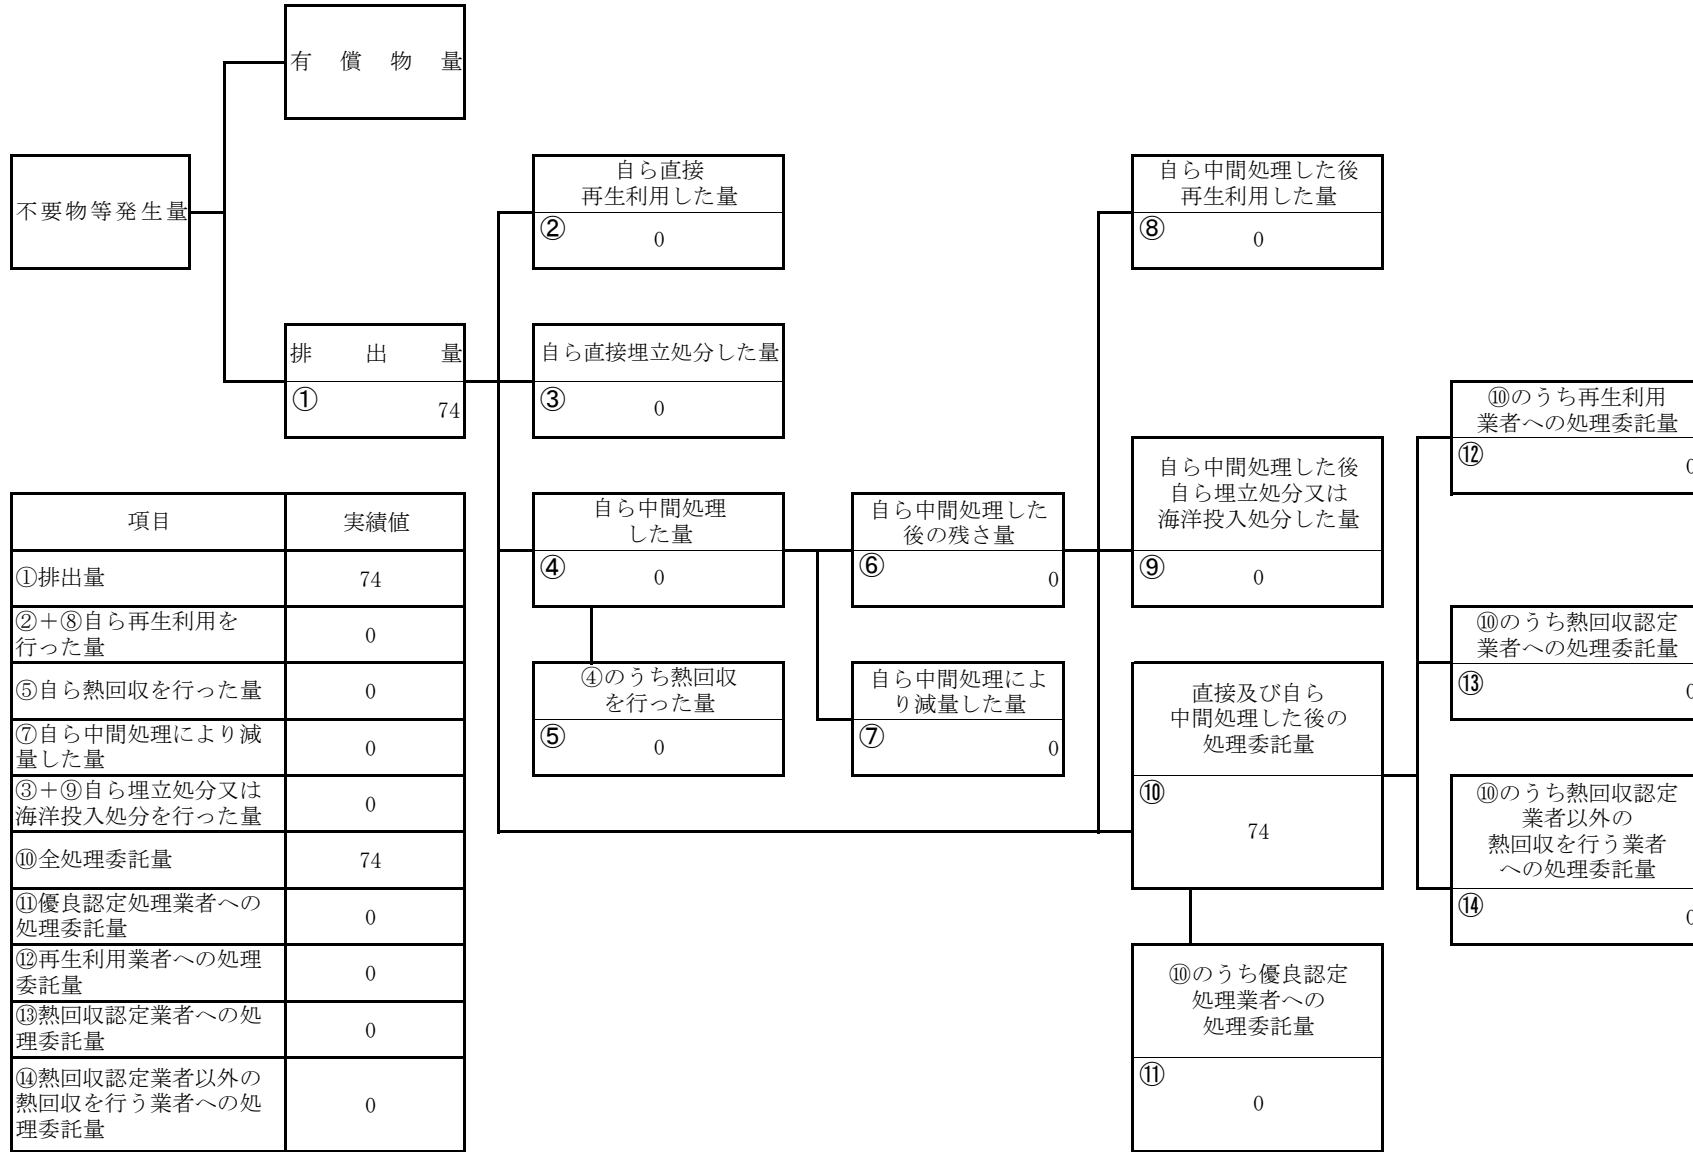 有償物量
不要物等発生量
自ら直接
再生利用した量
②
0
自ら中間処理した後
再生利用した量
⑧
0
排出量
①
74
自ら直接埋立処分した量
③
0
⑩のうち再生利用
業者への処理委託量
⑫
0
自ら中間処理
した量
④
0
自ら中間処理した
後の残さ量
⑥
0
自ら中間処理した後
自ら埋立処分又は
海洋投入処分した量
⑨
0
④のうち熱回収
を行った量
⑤
0
自ら中間処理によ
り減量した量
⑦
0
直接及び自ら
中間処理した後の
処理委託量
⑩
74
⑩のうち熱回収認定
業者への処理委託量
⑬
0
⑩のうち熱回収認定
業者以外の
熱回収を行う業者
への処理委託量
⑭
0
⑩のうち優良認定
処理業者への
処理委託量
⑪
0
項目 実績値
①排出量 74
②＋⑧自ら再生利用を
行った量 0
⑤自ら熱回収を行った量 0
⑦自ら中間処理により減
量した量 0
③＋⑨自ら埋立処分又は
海洋投入処分を行った量 0
⑩全処理委託量 74
⑪優良認定処理業者への
処理委託量 0
⑫再生利用業者への処理
委託量 0
⑬熱回収認定業者への処
理委託量 0
⑭熱回収認定業者以外の
熱回収を行う業者への処
理委託量 0